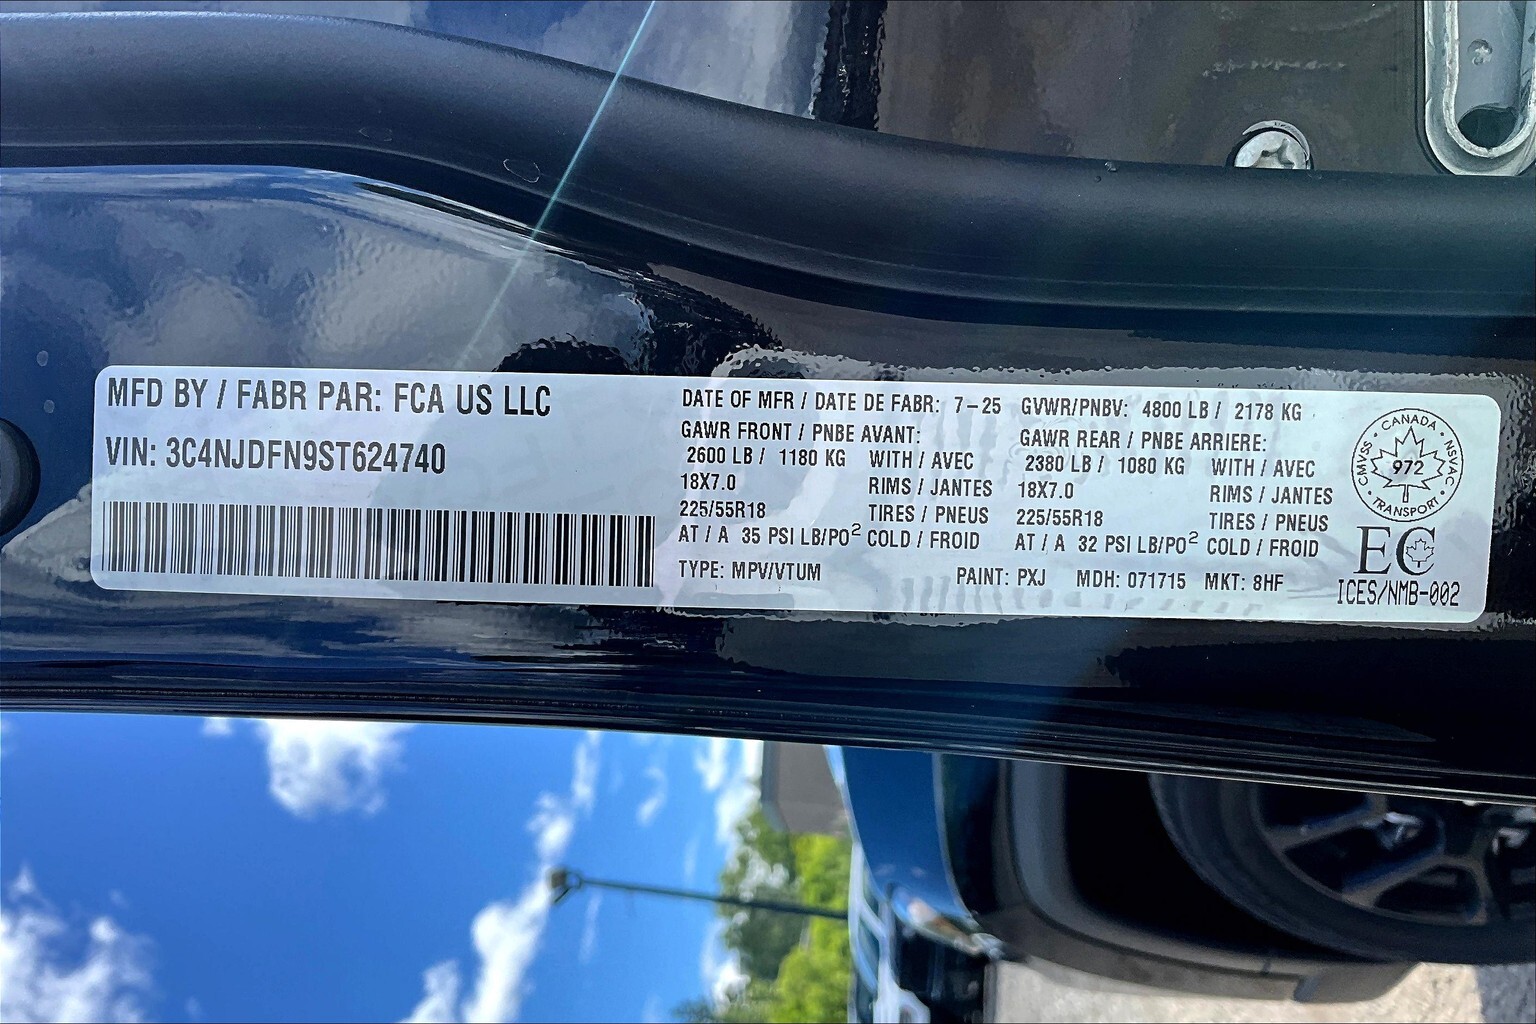 MFD BY / FABR PAR: FCA US LLC
VIN: 3C4NJDFN9ST624740
DATE OF MFR / DATE DE FABR: 7-25 GVWR/PNBV: 4800 LB / 2178 KG
GAWR FRONT / PNBE AVANT:
2600 LB / 1180 KG WITH / AVEC
18X7.0 RIMS / JANTES
225/55R18 TIRES / PNEUS
AT / A 35 PSI LB/PO² COLD / FROID
GAWR REAR / PNBE ARRIERE:
2380 LB / 1080 KG WITH / AVEC
18X7.0 RIMS / JANTES
225/55R18 TIRES / PNEUS
AT / A 32 PSI LB/PO² COLD / FROID
TYPE: MPV/VTUM PAINT: PXJ MDH: 071715 MKT: 8HF
CANADA · NSVAC · TRANSPORT · CMVSS
972
EC
ICES/NMB-002